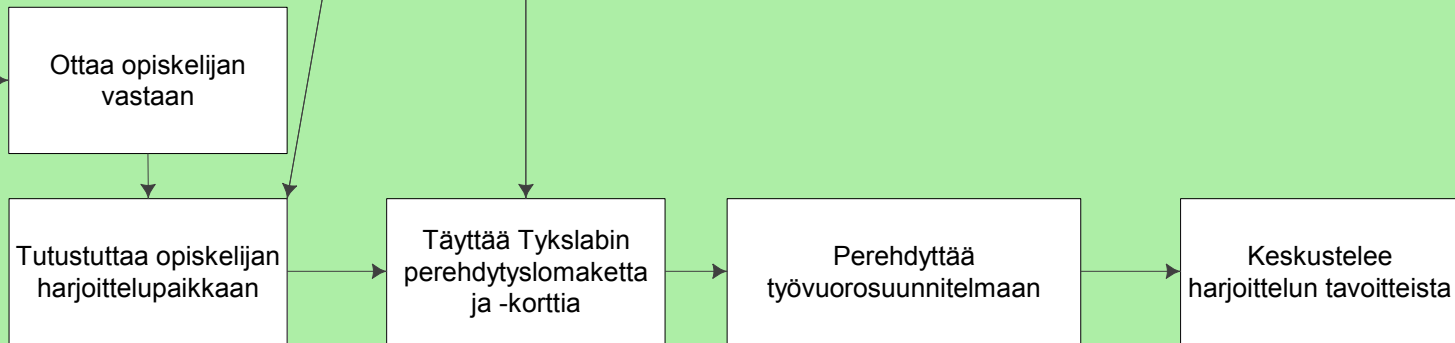 Ottaa opiskelijan
vastaan
Tutustuttaa opiskelijan
harjoittelupaikkaan
Täyttää Tykslabin
perehdytyslomaketta
ja -korttia
Perehdyttää
työvuorosuunnitelmaan
Keskustelee
harjoittelun tavoitteista